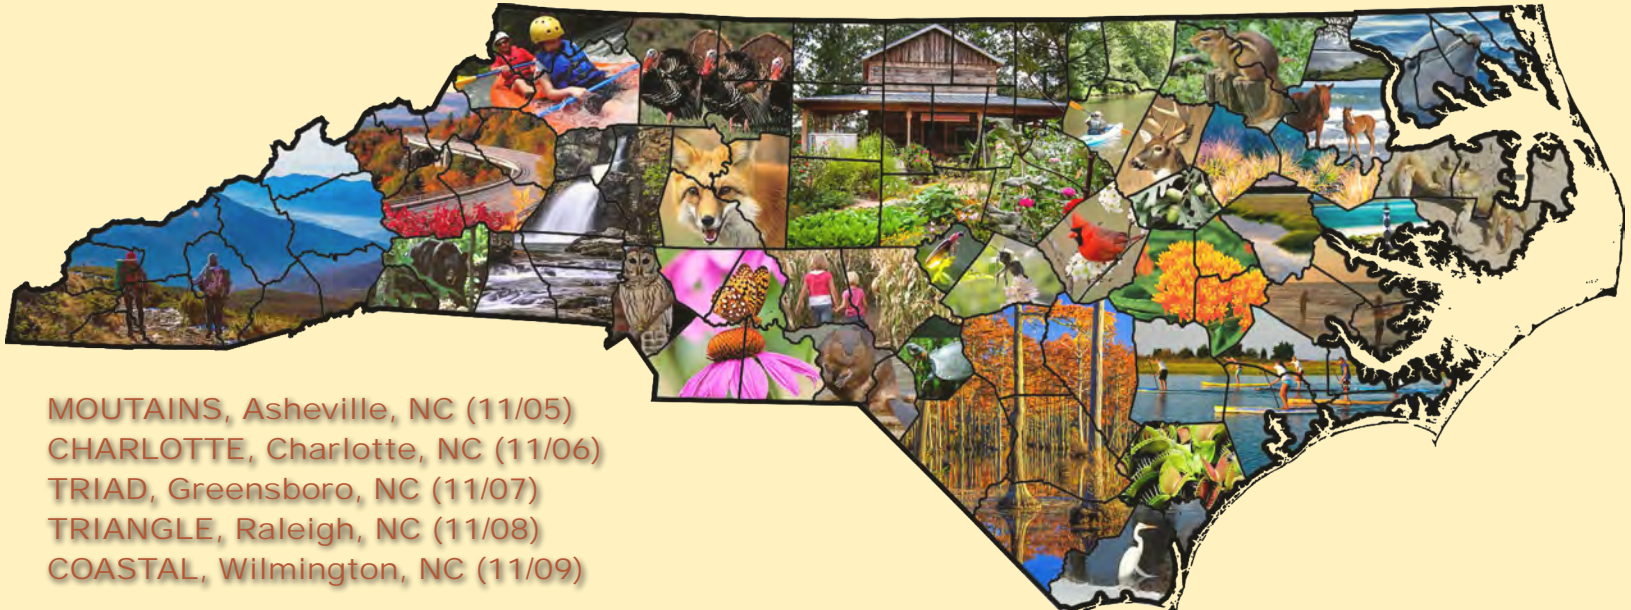 MOUTAINS, Asheville, NC (11/05)
CHARLOTTE, Charlotte, NC (11/06)
TRIAD, Greensboro, NC (11/07)
TRIANGLE, Raleigh, NC (11/08)
COASTAL, Wilmington, NC (11/09)